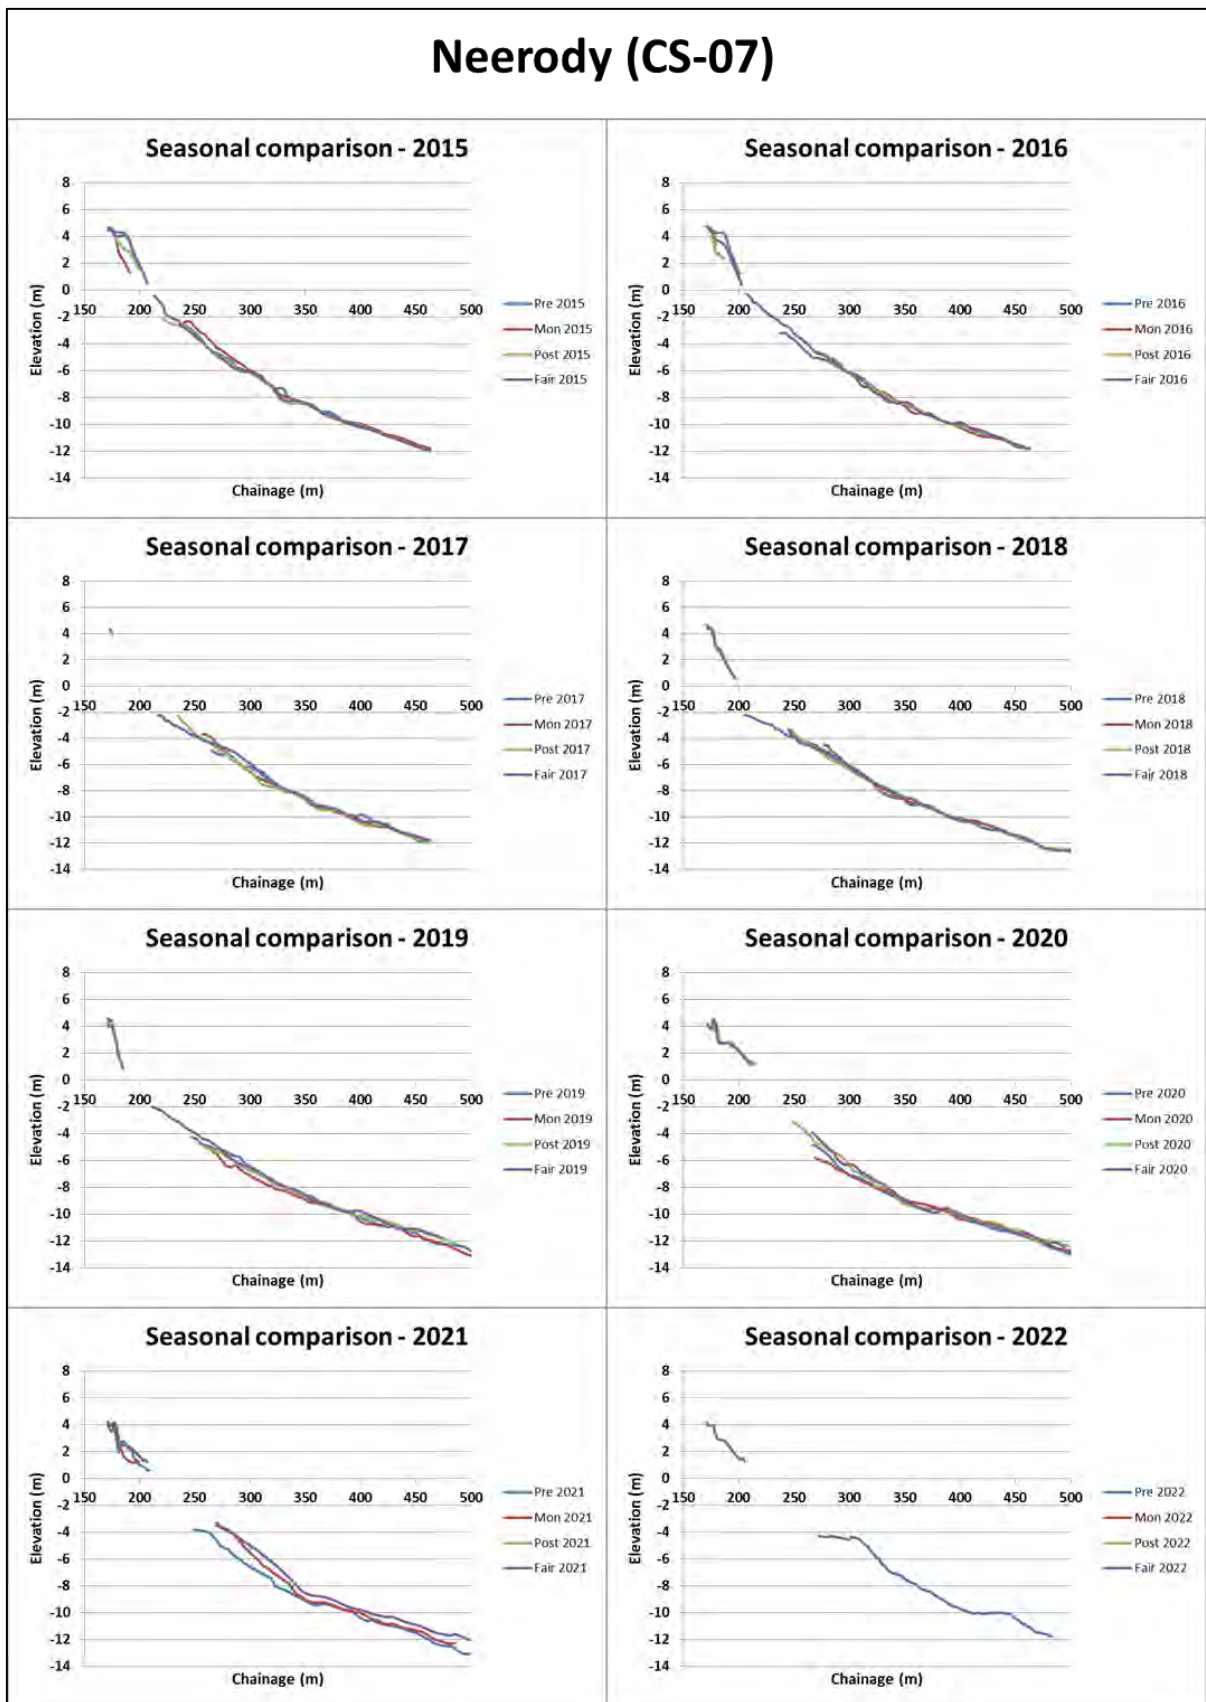 Neerody (CS-07)
Seasonal comparison - 2015
8
6
4
2
0
-2
-4
-6
-8
-10
-12
-14
150 200 250 300 350 400 450 500
Elevation (m)
Chainage (m)
Pre 2015
Mon 2015
Post 2015
Fair 2015
Seasonal comparison - 2016
8
6
4
2
0
-2
-4
-6
-8
-10
-12
-14
150 200 250 300 350 400 450 500
Elevation (m)
Chainage (m)
Pre 2016
Mon 2016
Post 2016
Fair 2016
Seasonal comparison - 2017
8
6
4
2
0
-2
-4
-6
-8
-10
-12
-14
150 200 250 300 350 400 450 500
Elevation (m)
Chainage (m)
Pre 2017
Mon 2017
Post 2017
Fair 2017
Seasonal comparison - 2018
8
6
4
2
0
-2
-4
-6
-8
-10
-12
-14
150 200 250 300 350 400 450 500
Elevation (m)
Chainage (m)
Pre 2018
Mon 2018
Post 2018
Fair 2018
Seasonal comparison - 2019
8
6
4
2
0
-2
-4
-6
-8
-10
-12
-14
150 200 250 300 350 400 450 500
Elevation (m)
Chainage (m)
Pre 2019
Mon 2019
Post 2019
Fair 2019
Seasonal comparison - 2020
8
6
4
2
0
-2
-4
-6
-8
-10
-12
-14
150 200 250 300 350 400 450 500
Elevation (m)
Chainage (m)
Pre 2020
Mon 2020
Post 2020
Fair 2020
Seasonal comparison - 2021
8
6
4
2
0
-2
-4
-6
-8
-10
-12
-14
150 200 250 300 350 400 450 500
Elevation (m)
Chainage (m)
Pre 2021
Mon 2021
Post 2021
Fair 2021
Seasonal comparison - 2022
8
6
4
2
0
-2
-4
-6
-8
-10
-12
-14
150 200 250 300 350 400 450 500
Elevation (m)
Chainage (m)
Pre 2022
Mon 2022
Post 2022
Fair 2022